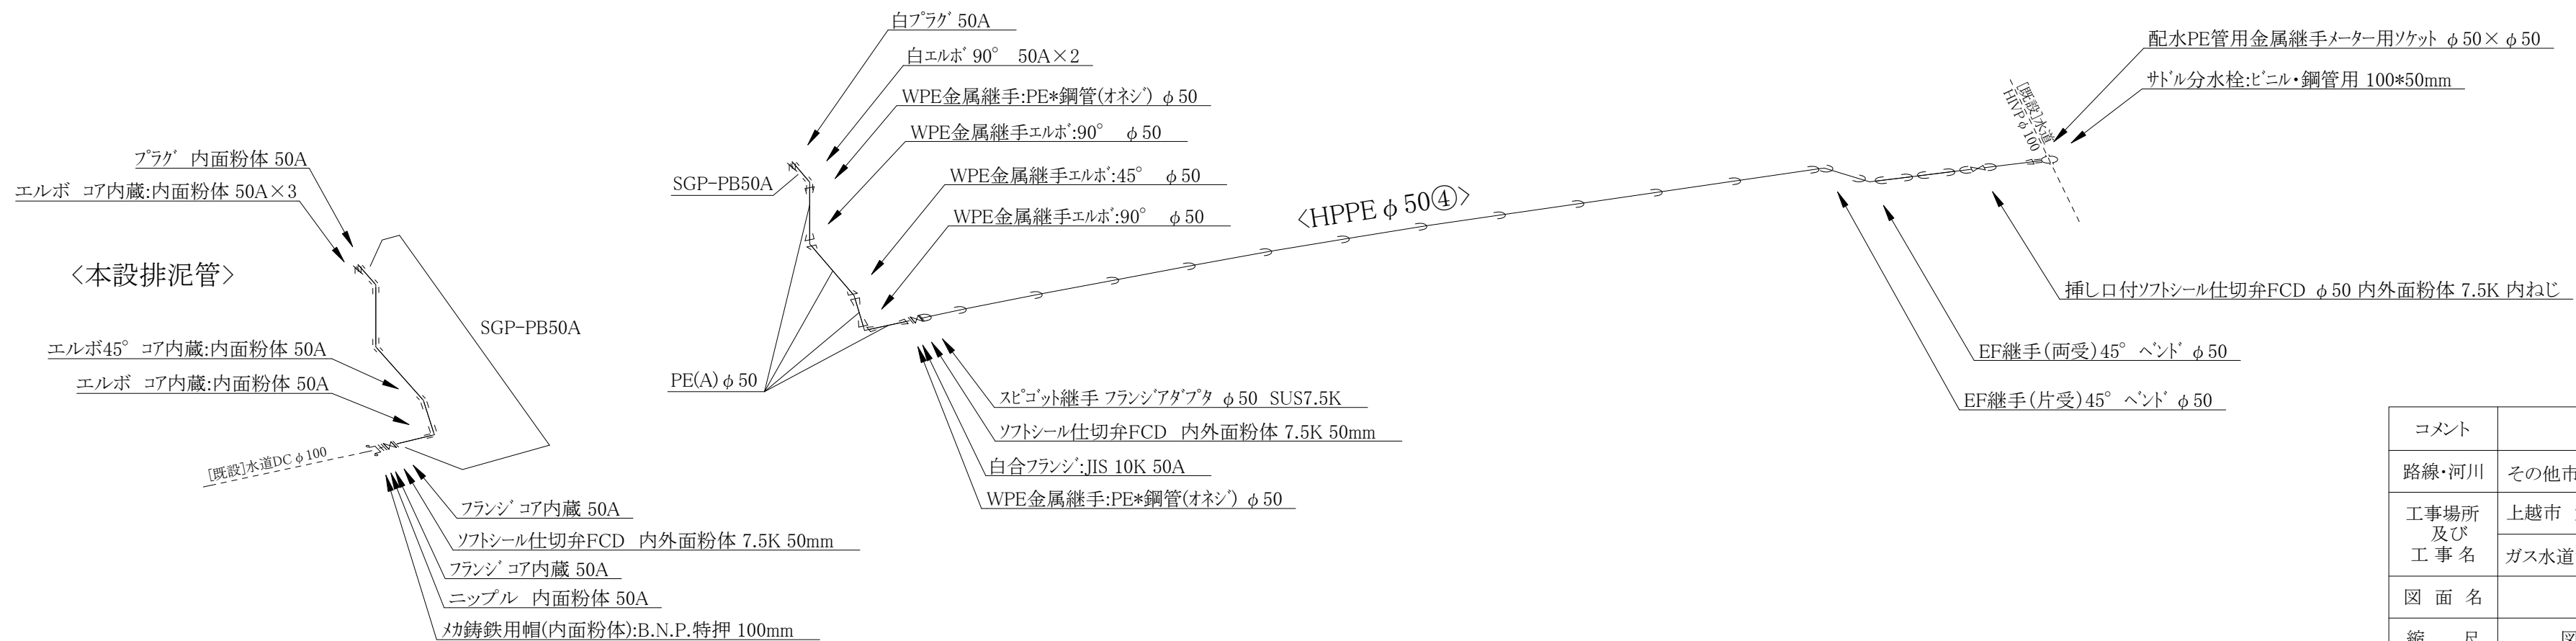 プラグ 内面粉体 50A
エルボ コア内蔵:内面粉体 50A×3
<本設排泥管>
SGP-PB50A
エルボ45° コア内蔵:内面粉体 50A
エルボ コア内蔵:内面粉体 50A
[既設]水道DCφ100
フランジ コア内蔵 50A
ソフトシール仕切弁FCD 内外面粉体 7.5K 50mm
フランジ コア内蔵 50A
ニップル 内面粉体 50A
メカ鋳鉄用帽(内面粉体):B.N.P.特押 100mm
白プラグ 50A
白エルボ 90° 50A×2
WPE金属継手:PE*鋼管(オネジ) φ50
WPE金属継手エルボ:90° φ50
WPE金属継手エルボ:45° φ50
WPE金属継手エルボ:90° φ50
SGP-PB50A
PE(A)φ50
<HPPEφ50④>
スピゴット継手 フランジアダプタ φ50 SUS7.5K
ソフトシール仕切弁FCD 内外面粉体 7.5K 50mm
白合フランジ:JIS 10K 50A
WPE金属継手:PE*鋼管(オネジ) φ50
配水PE管用金属継手メーター用ソケット φ50×φ50
サドル分水栓:ビニル・鋼管用 100*50mm
[既設]水道
HIVPφ100
挿し口付ソフトシール仕切弁FCD φ50 内外面粉体 7.5K 内ねじ
EF継手(両受)45° ベンド φ50
EF継手(片受)45° ベンド φ50
コメント
路線・河川 その他市
工事場所
及び
工事名
上越市
ガス水道
図面名
縮尺 図